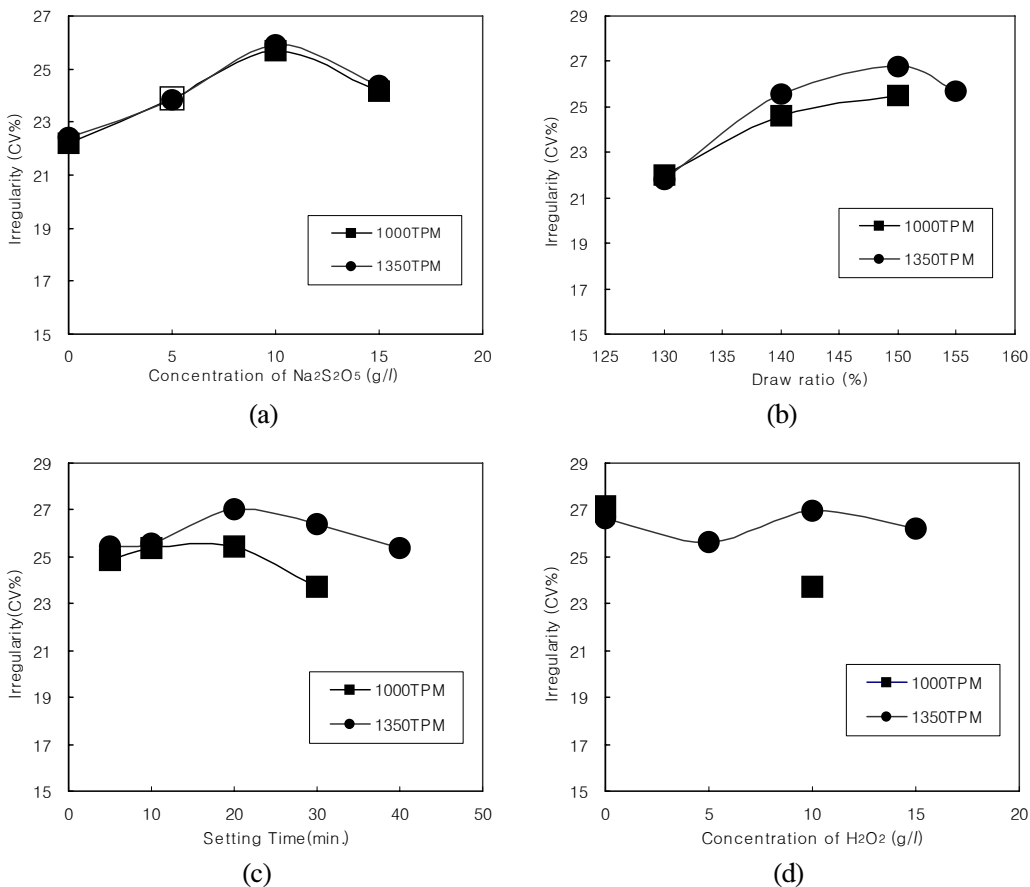 27
25
23
21
19
17
15
Irregularity (CV%)
1000TPM
1350TPM
0 5 10 15 20
Concentration of Na2S2O5 (g/l)
(a)
29
27
25
23
21
19
17
15
Irregularity (CV%)
1000TPM
1350TPM
125 130 135 140 145 150 155 160
Draw ratio (%)
(b)
29
27
25
23
21
19
17
15
Irregularity(CV%)
1000TPM
1350TPM
0 10 20 30 40 50
Setting Time(min.)
(c)
29
27
25
23
21
19
17
15
Irregularity (CV%)
1000TPM
1350TPM
0 5 10 15 20
Concentration of H2O2 (g/l)
(d)